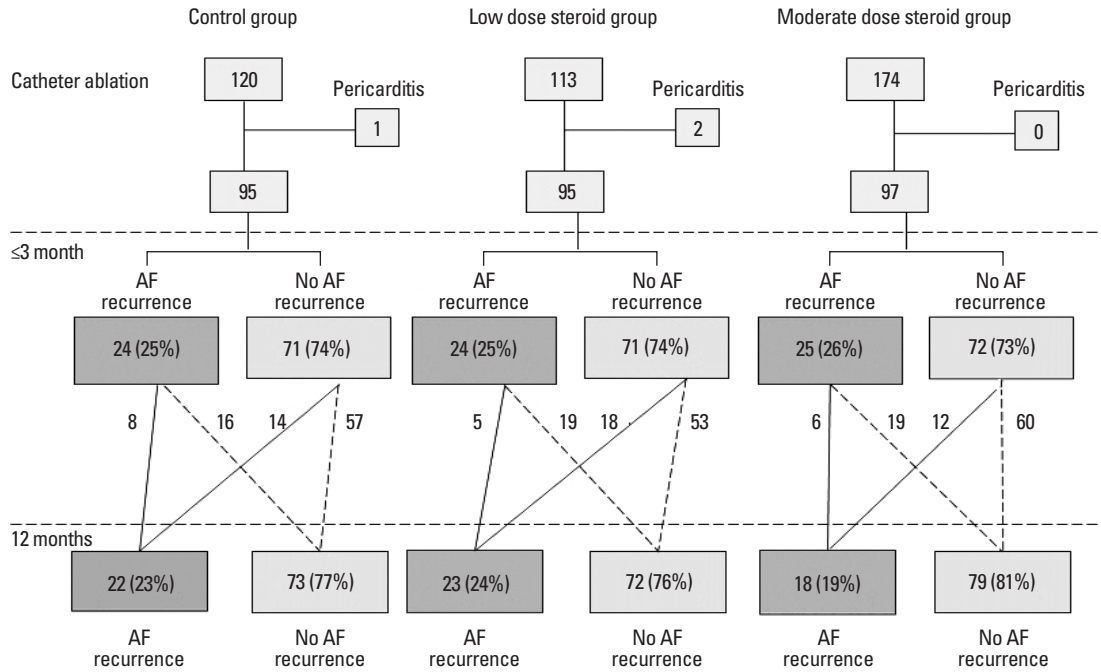 Control group Low dose steroid group Moderate dose steroid group
Catheter ablation 120 113 174
Pericarditis Pericarditis Pericarditis
1 2 0
95 95 97
≤3 month
AF No AF AF No AF AF No AF
recurrence recurrence recurrence recurrence recurrence recurrence
24 (25%) 71 (74%) 24 (25%) 71 (74%) 25 (26%) 72 (73%)
8 16 14 57 5 19 18 53 6 19 12 60
12 months
22 (23%) 73 (77%) 23 (24%) 72 (76%) 18 (19%) 79 (81%)
AF No AF AF No AF AF No AF
recurrence recurrence recurrence recurrence recurrence recurrence